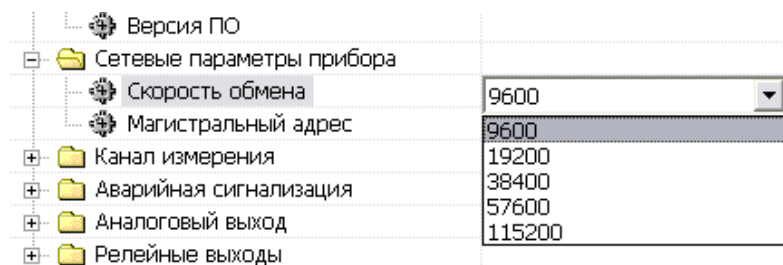 Версия ПО
Сетевые параметры прибора
Скорость обмена 9600
Магистральный адрес 9600
Канал измерения 19200
Аварийная сигнализация 38400
Аналоговый выход 57600
115200
Релейные выходы